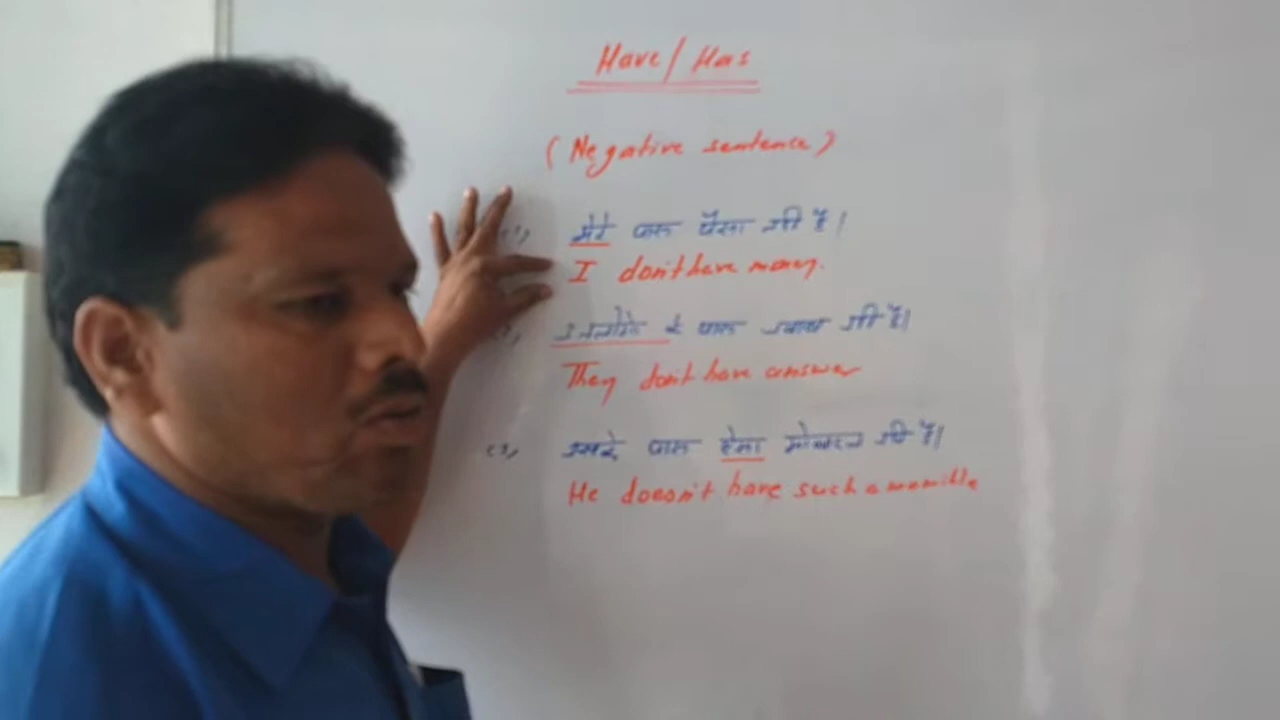 Have / Has
(Negative sentence)
मेरे पास पैसा नहीं है।
I don't have money.
उनलोगों के पास जवाब नहीं है।
They don't have answer
(3) उसके पास ऐसा मोबाइल नहीं है।
He doesn't have such a